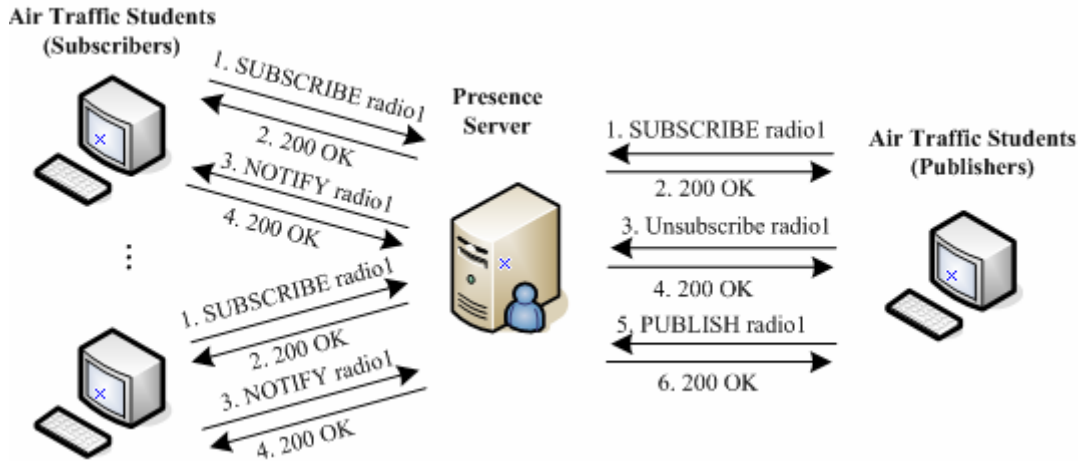 Air Traffic Students
(Subscribers)
1. SUBSCRIBE radio1
2. 200 OK
3. NOTIFY radio1
4. 200 OK
...
1. SUBSCRIBE radio1
2. 200 OK
3. NOTIFY radio1
4. 200 OK
Presence
Server
1. SUBSCRIBE radio1
2. 200 OK
3. Unsubscribe radio1
4. 200 OK
5. PUBLISH radio1
6. 200 OK
Air Traffic Students
(Publishers)